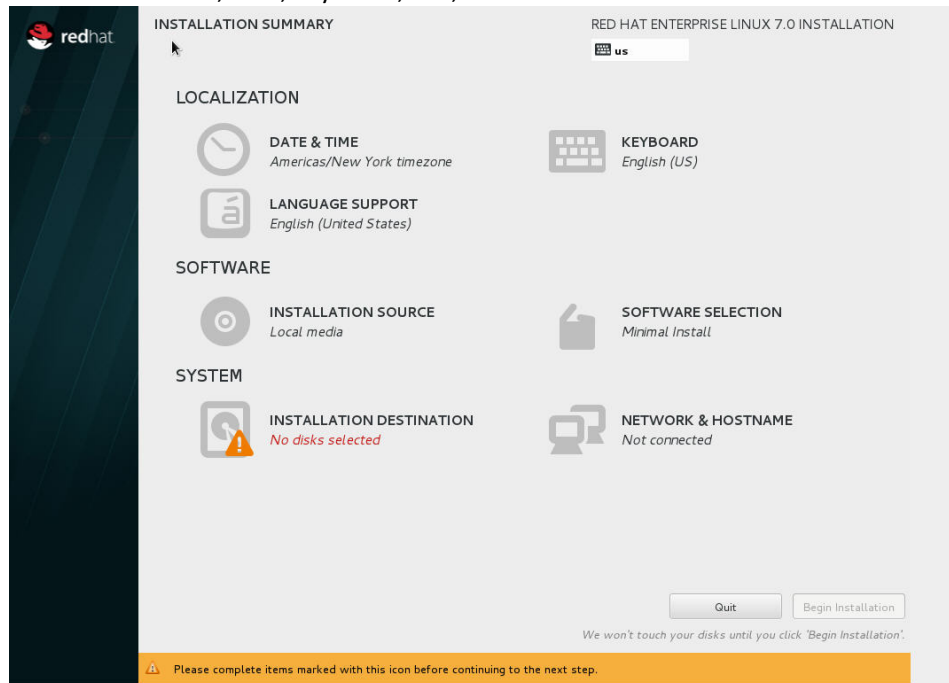 redhat
INSTALLATION SUMMARY
RED HAT ENTERPRISE LINUX 7.0 INSTALLATION
us
LOCALIZATION
DATE & TIME
Americas/New York timezone
KEYBOARD
English (US)
á
LANGUAGE SUPPORT
English (United States)
SOFTWARE
INSTALLATION SOURCE
Local media
SOFTWARE SELECTION
Minimal Install
SYSTEM
INSTALLATION DESTINATION
No disks selected
NETWORK & HOSTNAME
Not connected
Quit
Begin Installation
We won't touch your disks until you click 'Begin Installation'.
Please complete items marked with this icon before continuing to the next step.